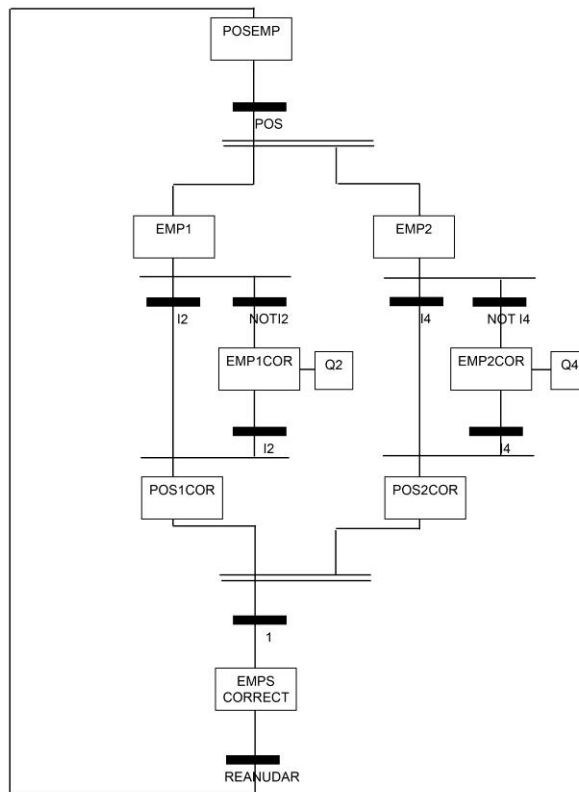 POSEMP
POS
EMP1
EMP2
I2
NOTI2
I4
NOT I4
EMP1COR
Q2
EMP2COR
Q4
I2
I4
POS1COR
POS2COR
1
EMPS
CORRECT
REANUDAR